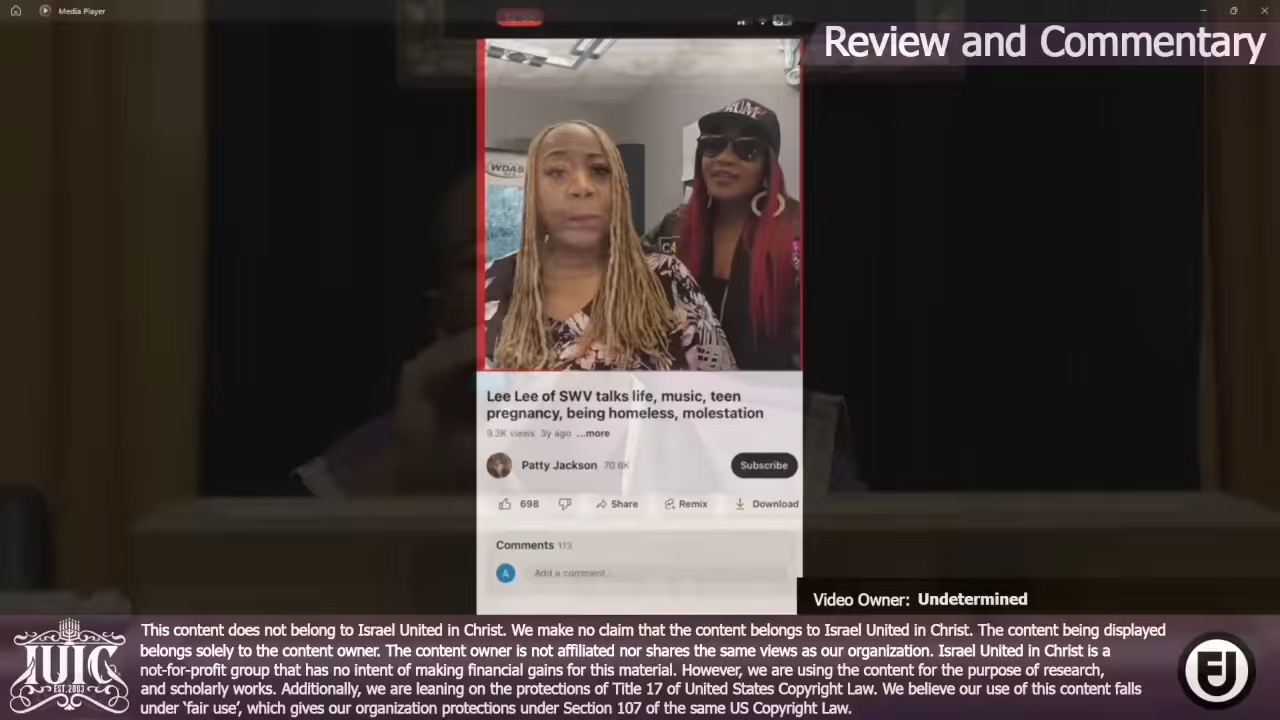 Media Player
Review and Commentary
WDAS
C4
Lee Lee of SWV talks life, music, teen
pregnancy, being homeless, molestation
9.3K views 3y ago ...more
Patty Jackson 70.6K
Subscribe
698 Share Remix Download
Comments 113
A Add a comment...
Video Owner: Undetermined
IUIC
EST.2003
This content does not belong to Israel United in Christ. We make no claim that the content belongs to Israel United in Christ. The content being displayed
belongs solely to the content owner. The content owner is not affiliated nor shares the same views as our organization. Israel United in Christ is a
not-for-profit group that has no intent of making financial gains for this material. However, we are using the content for the purpose of research,
and scholarly works. Additionally, we are leaning on the protections of Title 17 of United States Copyright Law. We believe our use of this content falls
under ‘fair use’, which gives our organization protections under Section 107 of the same US Copyright Law.